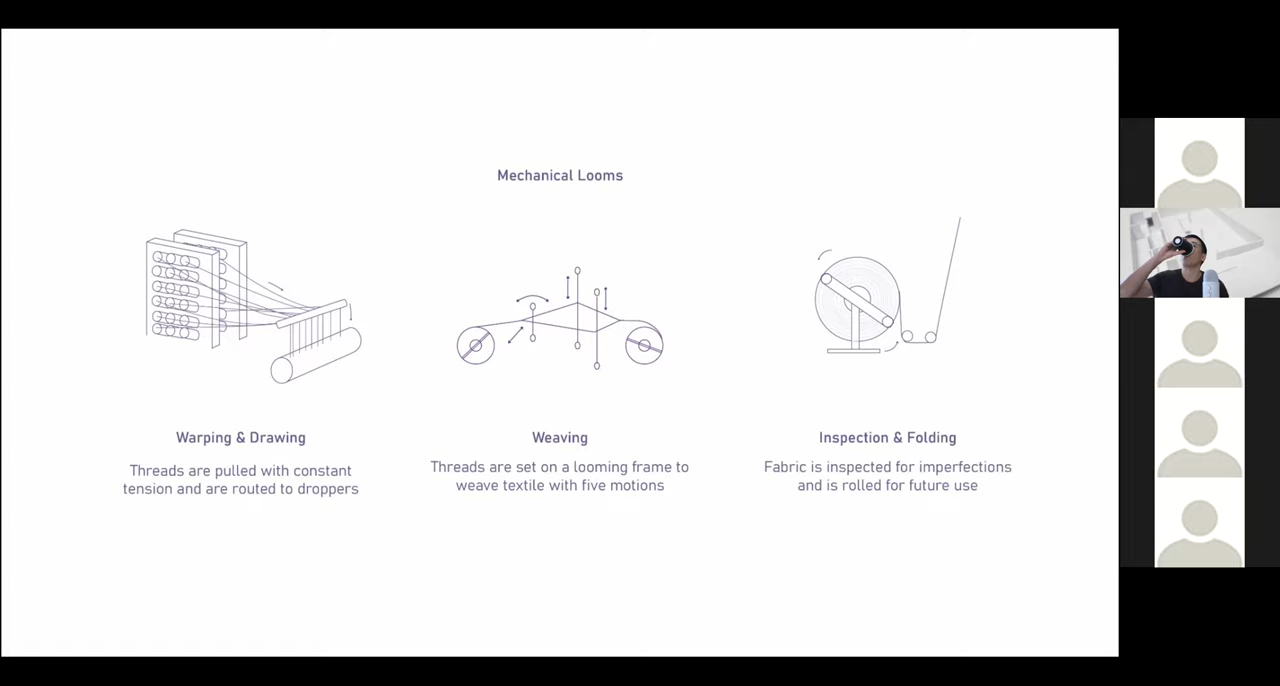 Mechanical Looms
Warping & Drawing
Threads are pulled with constant
tension and are routed to droppers
Weaving
Threads are set on a looming frame to
weave textile with five motions
Inspection & Folding
Fabric is inspected for imperfections
and is rolled for future use